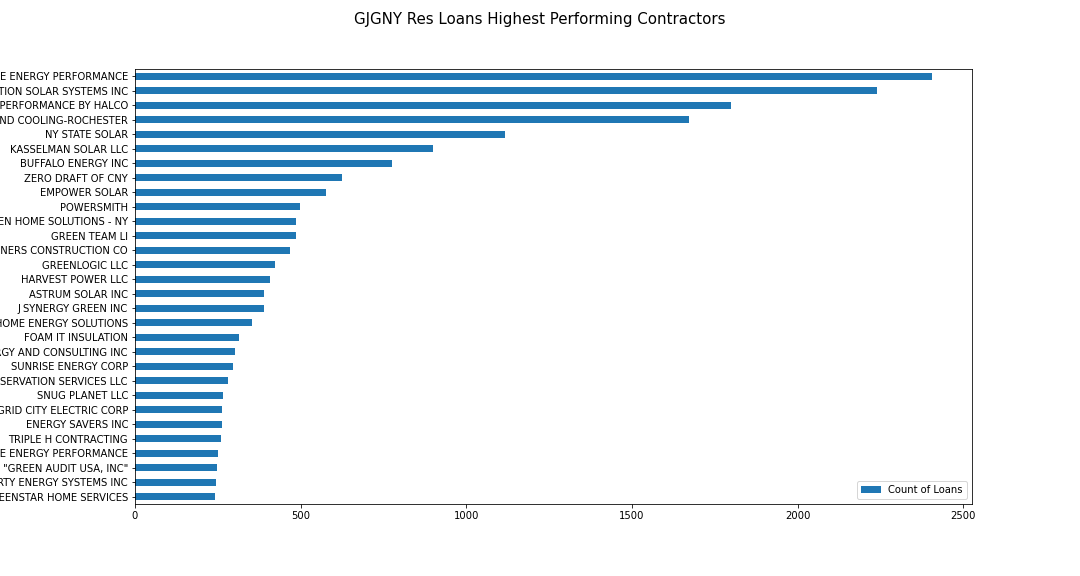 GJGNY Res Loans Highest Performing Contractors
E ENERGY PERFORMANCE
TION SOLAR SYSTEMS INC
PERFORMANCE BY HALCO
ND COOLING-ROCHESTER
NY STATE SOLAR
KASSELMAN SOLAR LLC
BUFFALO ENERGY INC
ZERO DRAFT OF CNY
EMPOWER SOLAR
POWERSMITH
EN HOME SOLUTIONS - NY
GREEN TEAM LI
NERS CONSTRUCTION CO
GREENLOGIC LLC
HARVEST POWER LLC
ASTRUM SOLAR INC
J SYNERGY GREEN INC
HOME ENERGY SOLUTIONS
FOAM IT INSULATION
RGY AND CONSULTING INC
SUNRISE ENERGY CORP
SERVATION SERVICES LLC
SNUG PLANET LLC
GRID CITY ELECTRIC CORP
ENERGY SAVERS INC
TRIPLE H CONTRACTING
E ENERGY PERFORMANCE
"GREEN AUDIT USA, INC"
RTY ENERGY SYSTEMS INC
EENSTAR HOME SERVICES
Count of Loans
0 500 1000 1500 2000 2500